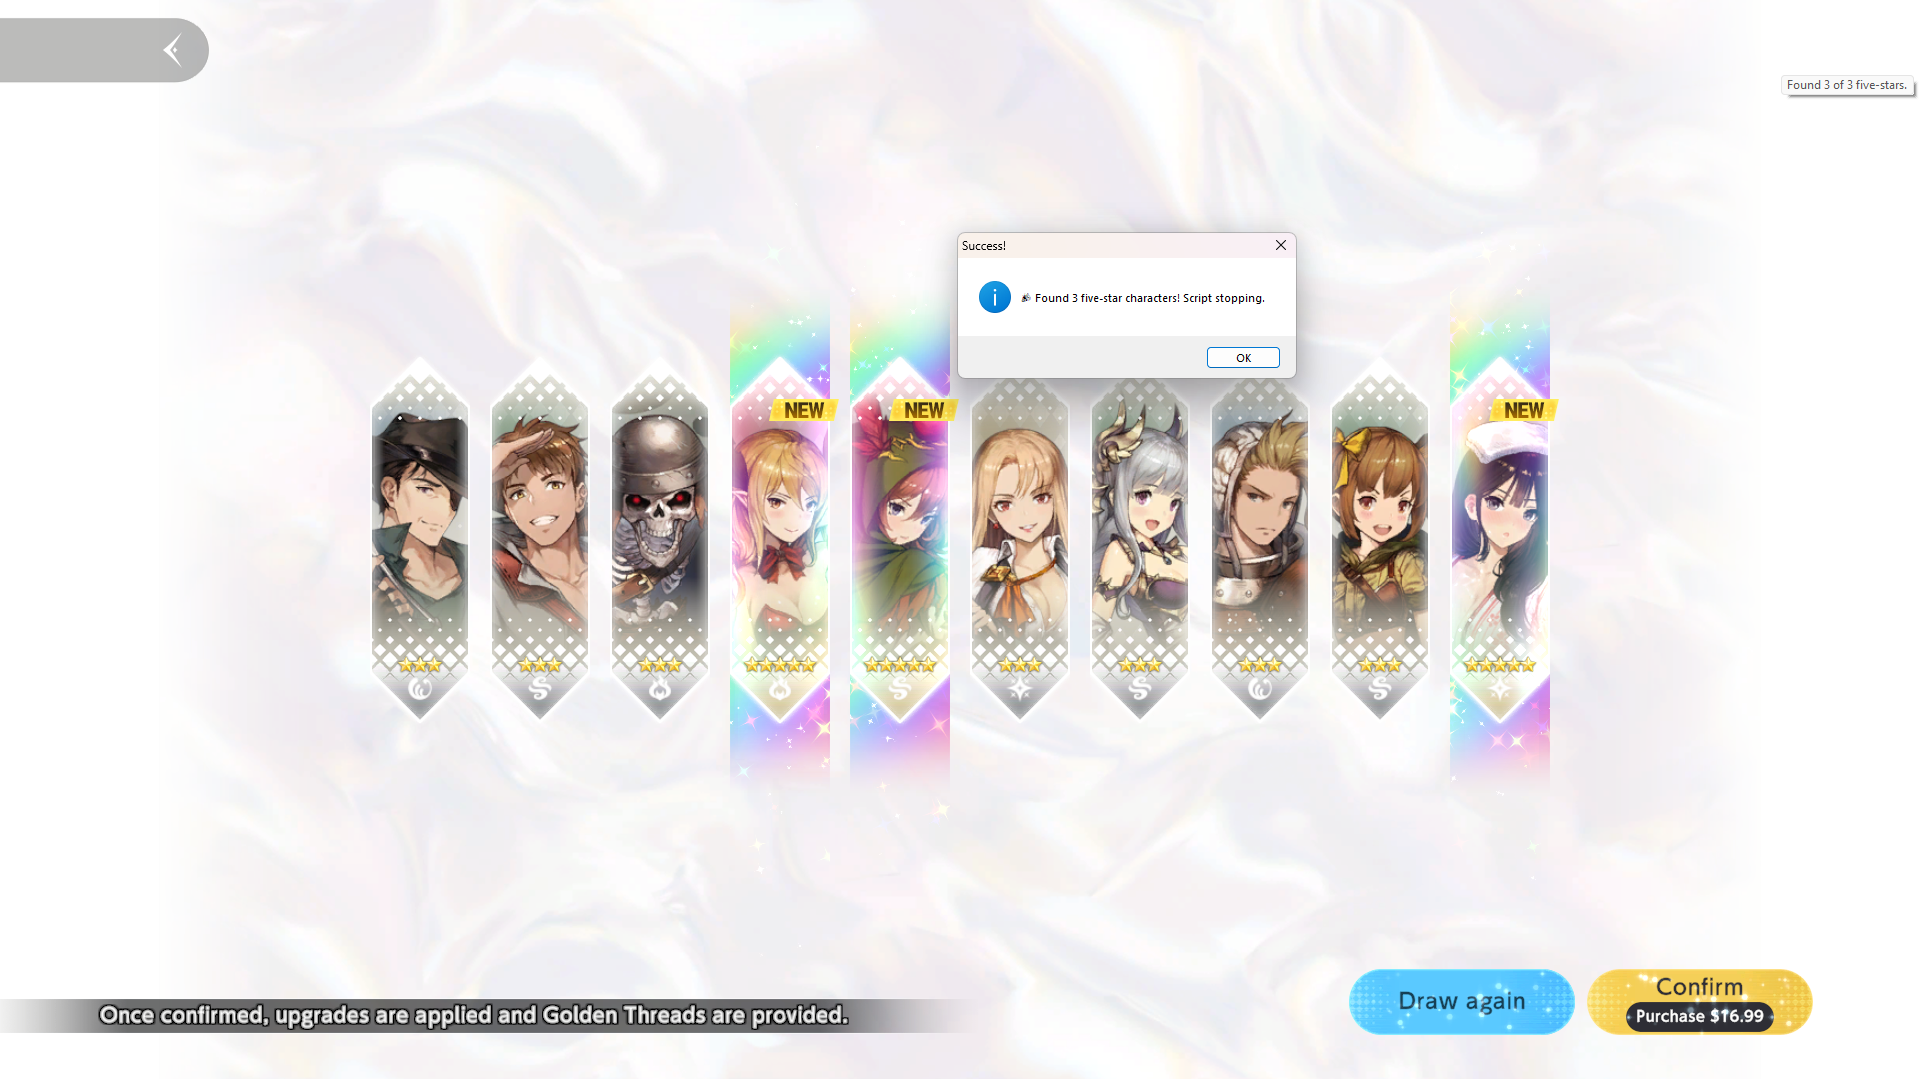 Found 3 of 3 five-stars.
Success!
🎉 Found 3 five-star characters! Script stopping.
OK
NEW
NEW
NEW
Once confirmed, upgrades are applied and Golden Threads are provided.
Draw again
Confirm
Purchase $16.99